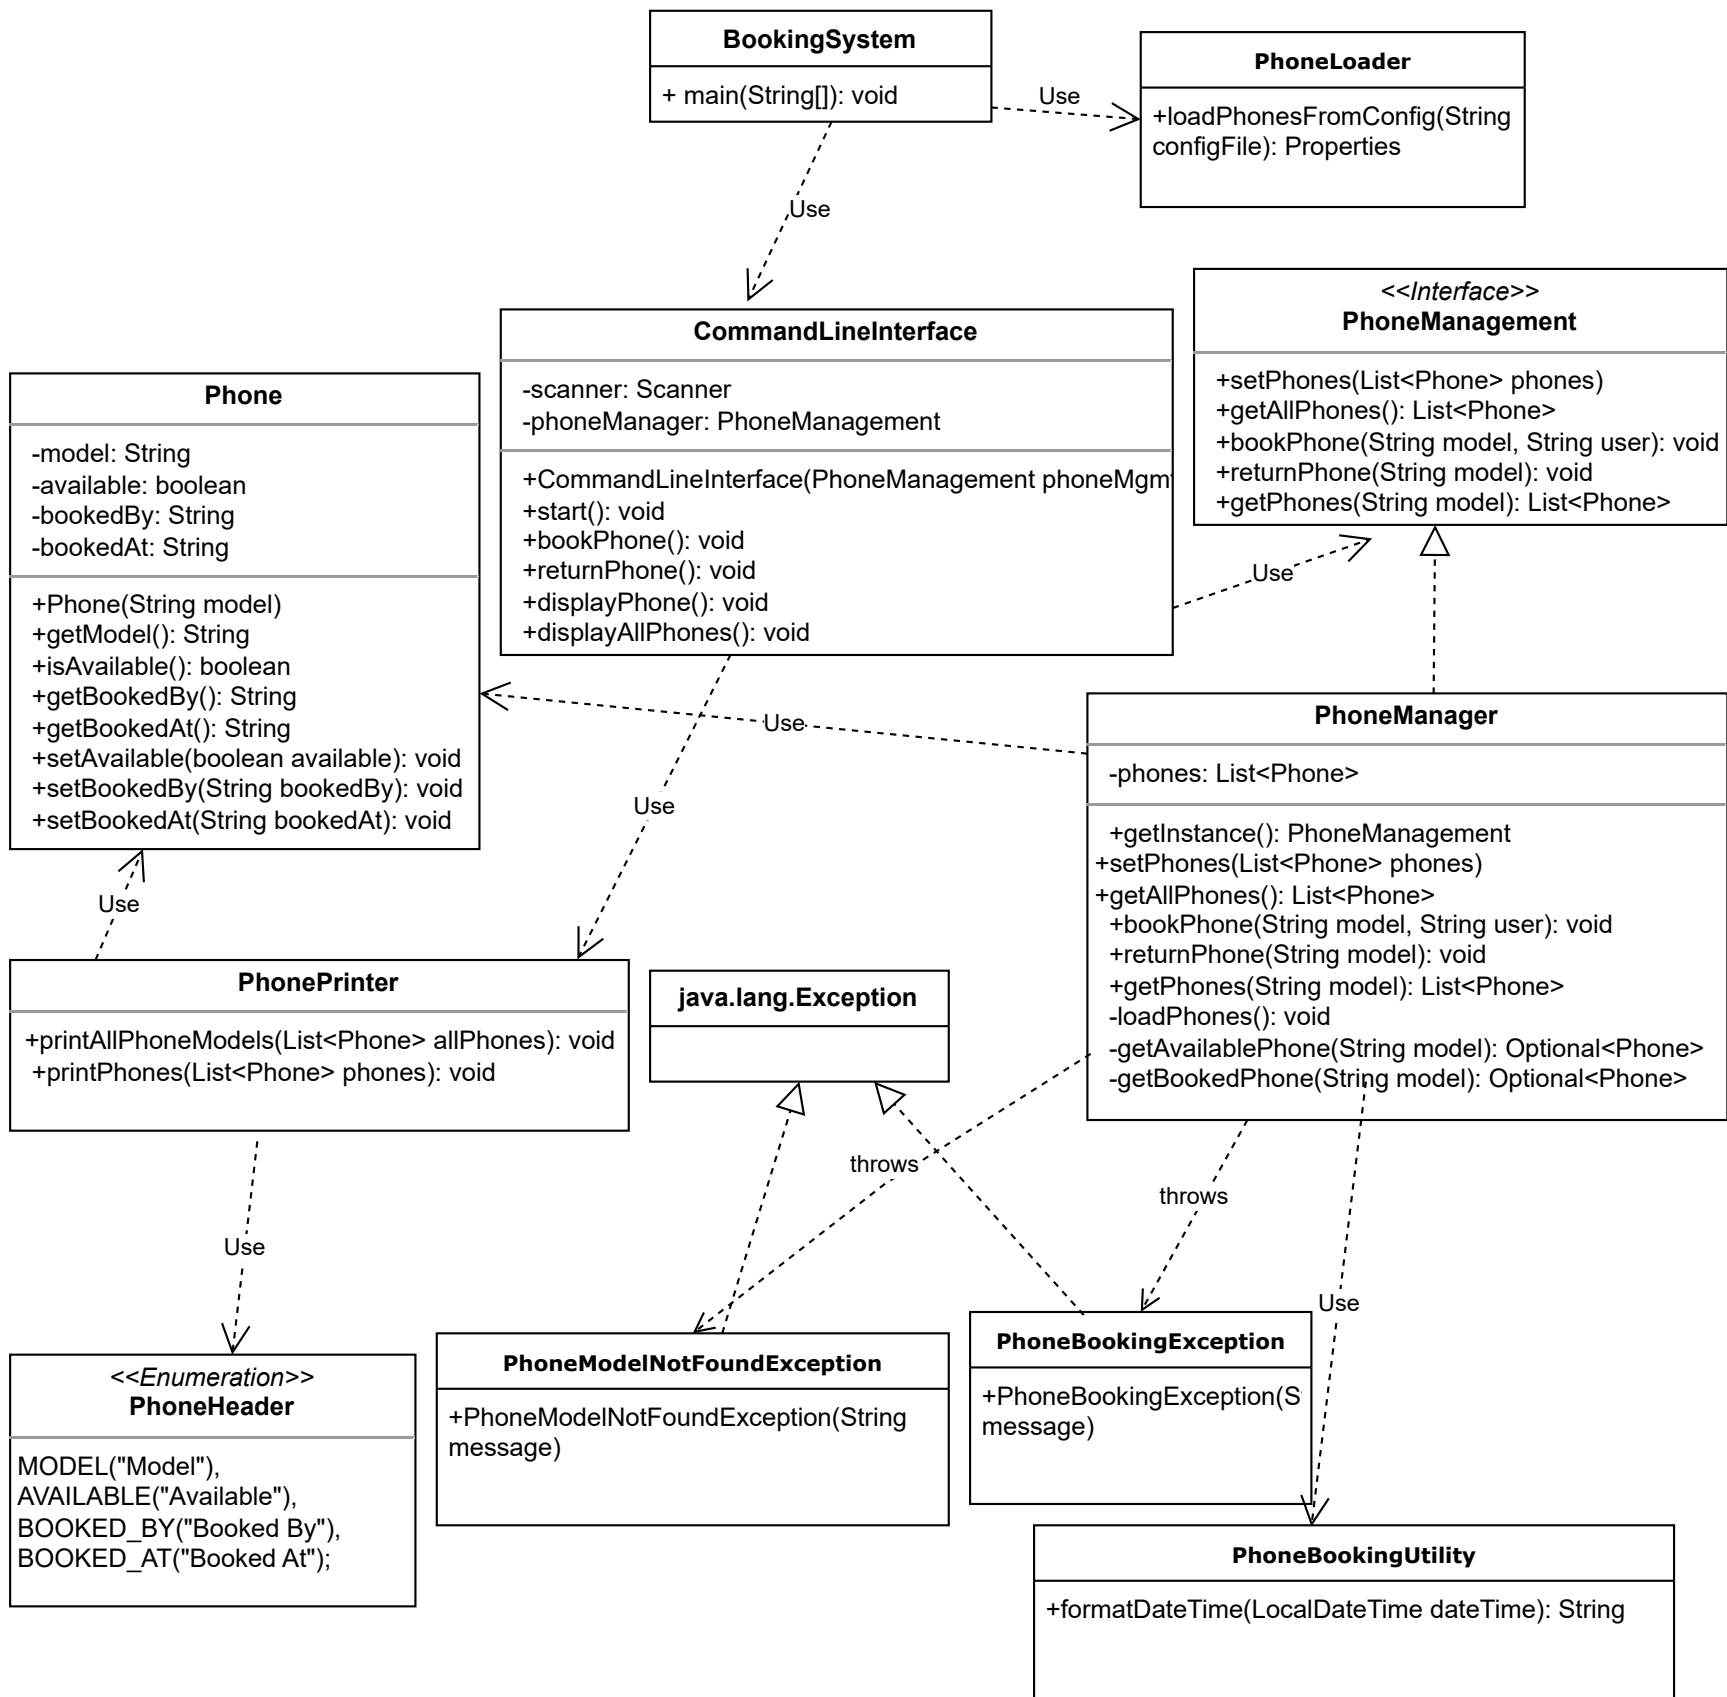 BookingSystem
+ main(String[]): void
Use
PhoneLoader
+loadPhonesFromConfig(String
configFile): Properties
Use
<<Interface>>
PhoneManagement
+setPhones(List<Phone> phones)
+getAllPhones(): List<Phone>
+bookPhone(String model, String user): void
+returnPhone(String model): void
+getPhones(String model): List<Phone>
CommandLineInterface
-scanner: Scanner
-phoneManager: PhoneManagement
+CommandLineInterface(PhoneManagement phoneMgm
+start(): void
+bookPhone(): void
+returnPhone(): void
+displayPhone(): void
+displayAllPhones(): void
Use
Phone
-model: String
-available: boolean
-bookedBy: String
-bookedAt: String
+Phone(String model)
+getModel(): String
+isAvailable(): boolean
+getBookedBy(): String
+getBookedAt(): String
+setAvailable(boolean available): void
+setBookedBy(String bookedBy): void
+setBookedAt(String bookedAt): void
Use
Use
Use
PhoneManager
-phones: List<Phone>
+getInstance(): PhoneManagement
+setPhones(List<Phone> phones)
+getAllPhones(): List<Phone>
+bookPhone(String model, String user): void
+returnPhone(String model): void
+getPhones(String model): List<Phone>
-loadPhones(): void
-getAvailablePhone(String model): Optional<Phone>
-getBookedPhone(String model): Optional<Phone>
PhonePrinter
+printAllPhoneModels(List<Phone> allPhones): void
+printPhones(List<Phone> phones): void
java.lang.Exception
throws
throws
Use
Use
<<Enumeration>>
PhoneHeader
MODEL("Model"),
AVAILABLE("Available"),
BOOKED_BY("Booked By"),
BOOKED_AT("Booked At");
PhoneModelNotFoundException
+PhoneModelNotFoundException(String
message)
PhoneBookingException
+PhoneBookingException(S
message)
PhoneBookingUtility
+formatDateTime(LocalDateTime dateTime): String